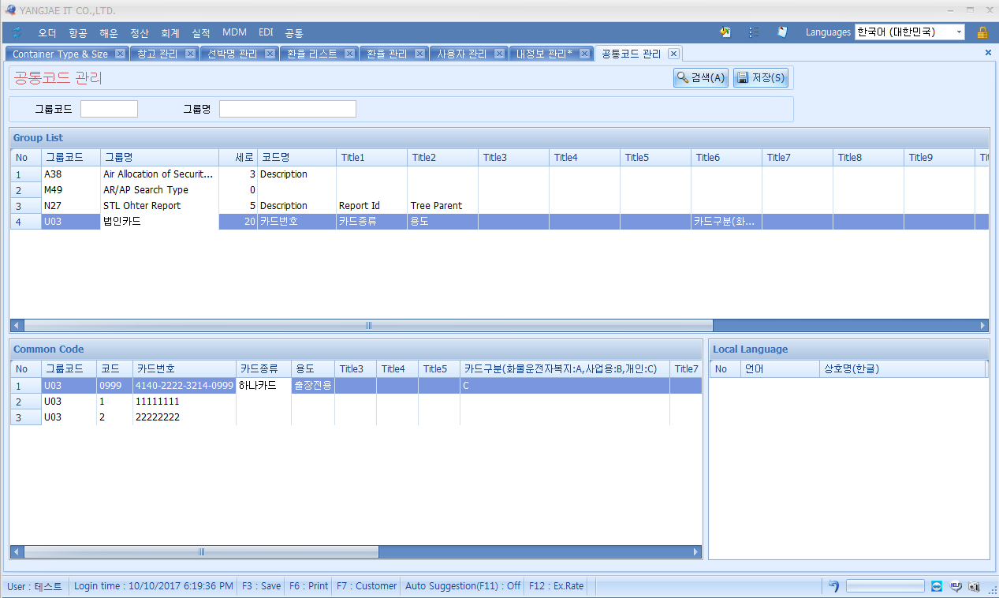 YANGJAE IT CO.,LTD.
오더 항공 해운 정산 회계 실적 MDM EDI 공통 Languages 한국어 (대한민국)
Container Type & Size 창고 관리 선박명 관리 환율 리스트 환율 관리 사용자 관리 내정보 관리* 공통코드 관리
공통코드 관리 검색(A) 저장(S)
그룹코드 그룹명
Group List
No 그룹코드 그룹명 세로 코드명 Title1 Title2 Title3 Title4 Title5 Title6 Title7 Title8 Title9
1 A38 Air Allocation of Securit... 3 Description
2 M49 AR/AP Search Type 0
3 N27 STL Ohter Report 5 Description Report Id Tree Parent
4 U03 법인카드 20 카드번호 카드종류 용도 카드구분(화...
Common Code
No 그룹코드 코드 카드번호 카드종류 용도 Title3 Title4 Title5 카드구분(화물운전자복지:A,사업용:B,개인:C) Title7
1 U03 0999 4140-2222-3214-0999 하나카드 출장전용 C
2 U03 1 11111111
3 U03 2 22222222
Local Language
No 언어 상호명(한글)
User : 테스트 Login time : 10/10/2017 6:19:36 PM F3 : Save F6 : Print F7 : Customer Auto Suggestion(F11) : Off F12 : Ex.Rate HELP